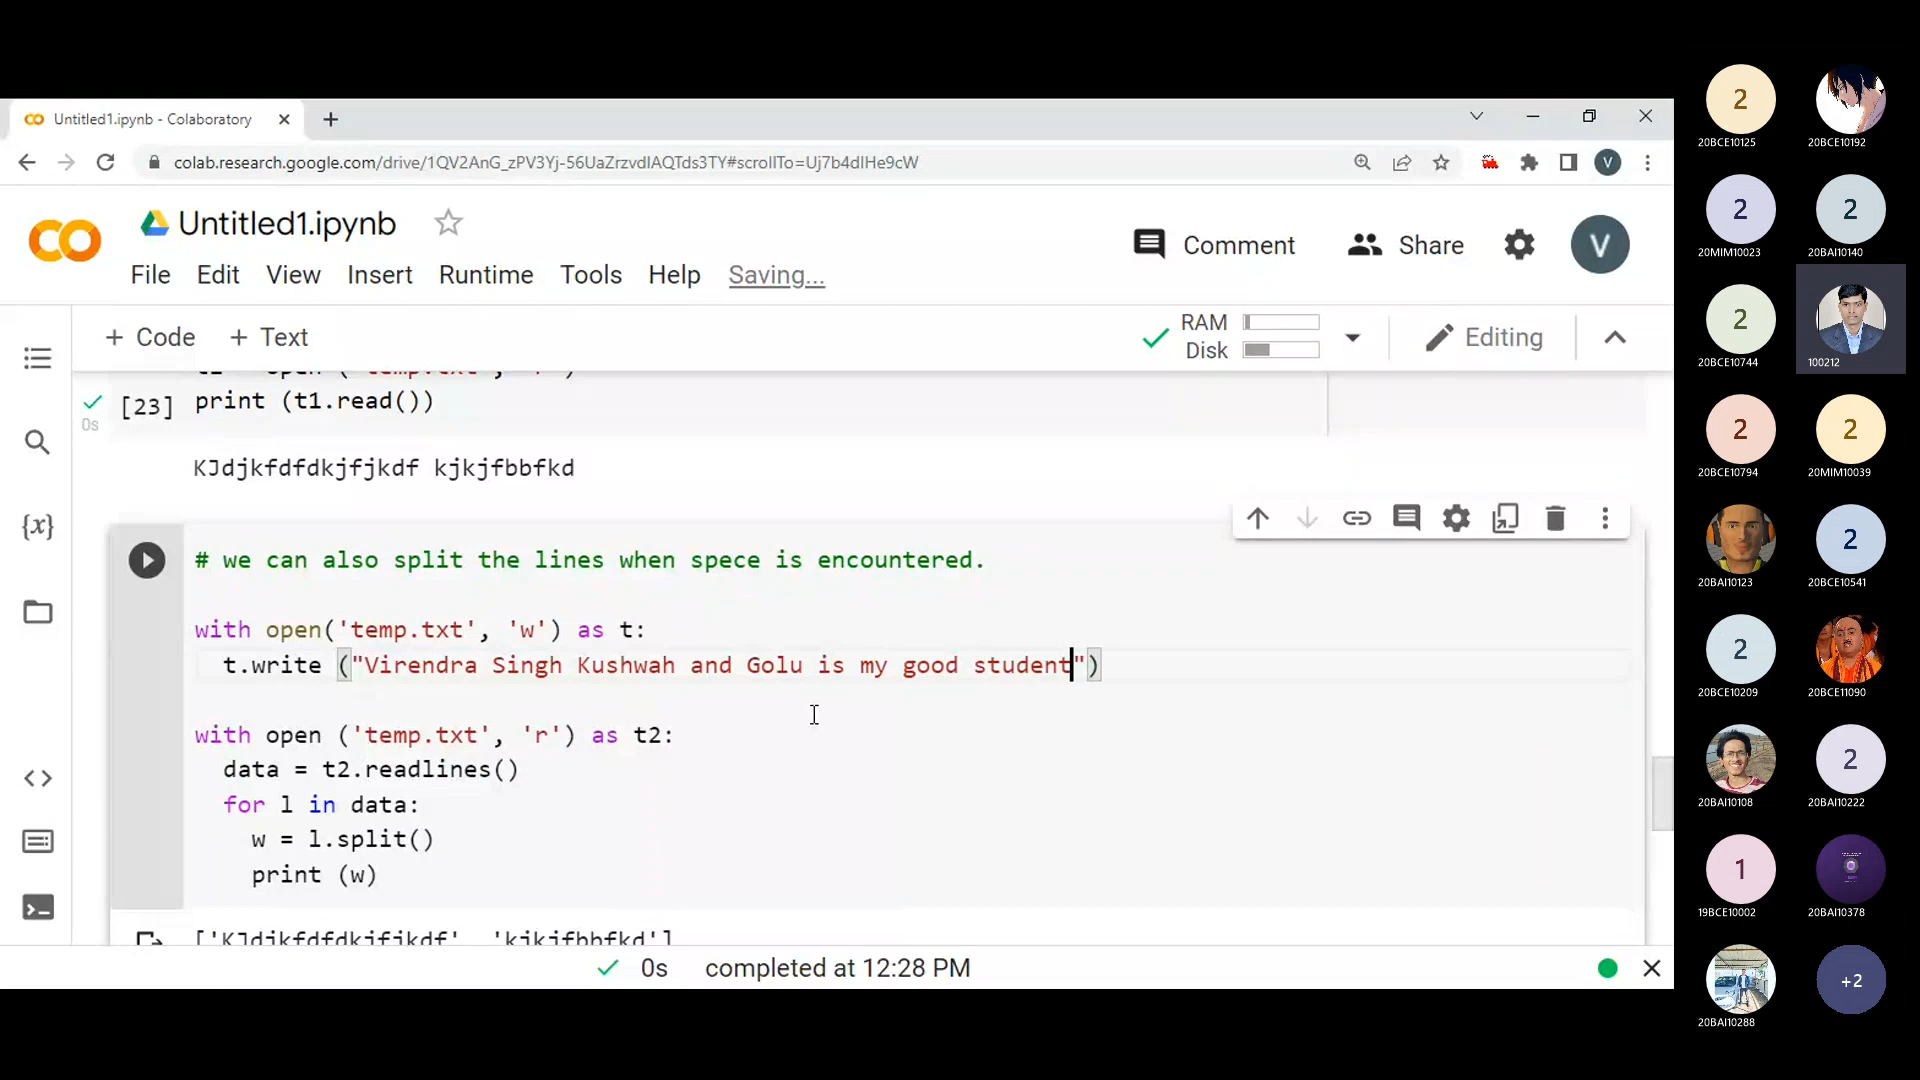 Untitled1.ipynb - Colaboratory
colab.research.google.com/drive/1QV2AnG_zPV3Yj-56UaZrzvdIAQTds3TY#scrollTo=Uj7b4dlHe9cW
V
Untitled1.ipynb
Comment
Share
V
File Edit View Insert Runtime Tools Help Saving...
+ Code + Text
RAM
Disk
Editing
[23]
print (t1.read())
0s
KJdjkfdfdkjfjkdf kjkjfbbfkd
{x}
# we can also split the lines when spece is encountered.
with open('temp.txt', 'w') as t:
t.write ("Virendra Singh Kushwah and Golu is my good student")
with open ('temp.txt', 'r') as t2:
data = t2.readlines()
for l in data:
w = l.split()
print (w)
['KJdjkfdfdkjfjkdf' 'kjkjfbbfkd']
0s completed at 12:28 PM
2
20BCE10125
20BCE10192
2
20MIM10023
2
20BAI10140
2
20BCE10744
100212
2
20BCE10794
2
20MIM10039
20BAI10123
2
20BCE10541
2
20BCE10209
20BCE11090
20BAI10108
2
20BAI10222
1
19BCE10002
20BAI10378
20BAI10288
+2